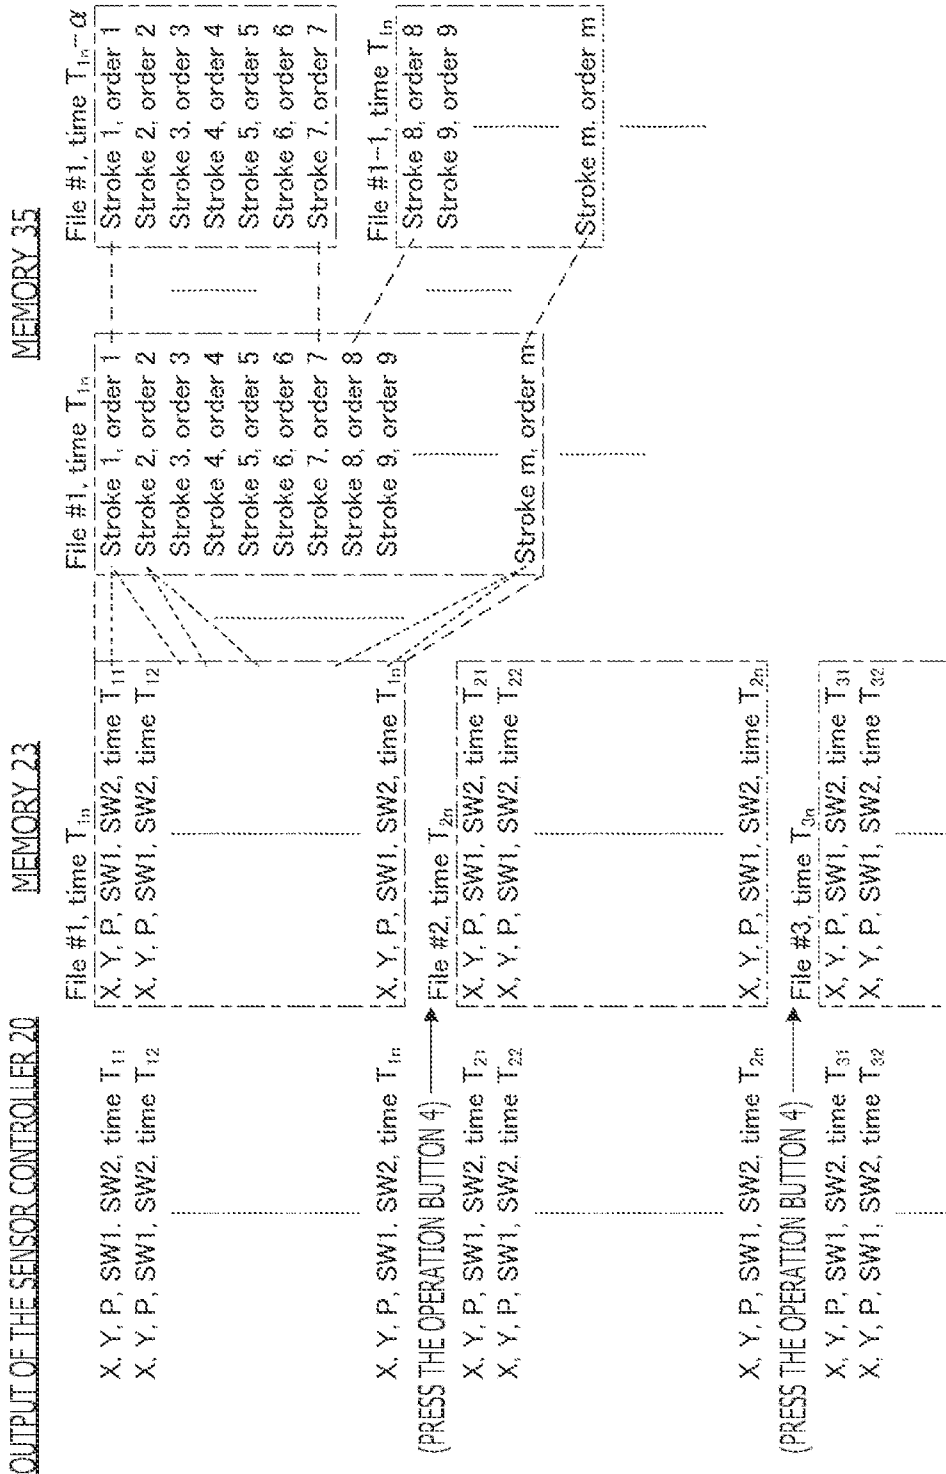 OUTPUT OF THE SENSOR CONTROLLER 20
X, Y, P, SW1, SW2, time T11
X, Y, P, SW1, SW2, time T12
X, Y, P, SW1, SW2, time T1n
(PRESS THE OPERATION BUTTON 4)
X, Y, P, SW1, SW2, time T21
X, Y, P, SW1, SW2, time T22
X, Y, P, SW1, SW2, time T2n
(PRESS THE OPERATION BUTTON 4)
X, Y, P, SW1, SW2, time T31
X, Y, P, SW1, SW2, time T32
MEMORY 23
File #1, time T1n
X, Y, P, SW1, SW2, time T11
X, Y, P, SW1, SW2, time T12
X, Y, P, SW1, SW2, time T1n
File #2, time T2n
X, Y, P, SW1, SW2, time T21
X, Y, P, SW1, SW2, time T22
X, Y, P, SW1, SW2, time T2n
File #3, time T3n
X, Y, P, SW1, SW2, time T31
X, Y, P, SW1, SW2, time T32
MEMORY 35
File #1, time T1n
Stroke 1, order 1
Stroke 2, order 2
Stroke 3, order 3
Stroke 4, order 4
Stroke 5, order 5
Stroke 6, order 6
Stroke 7, order 7
Stroke 8, order 8
Stroke 9, order 9
Stroke m, order m
File #1, time T1n-α
Stroke 1, order 1
Stroke 2, order 2
Stroke 3, order 3
Stroke 4, order 4
Stroke 5, order 5
Stroke 6, order 6
Stroke 7, order 7
File #1-1, time T1n
Stroke 8, order 8
Stroke 9, order 9
Stroke m, order m